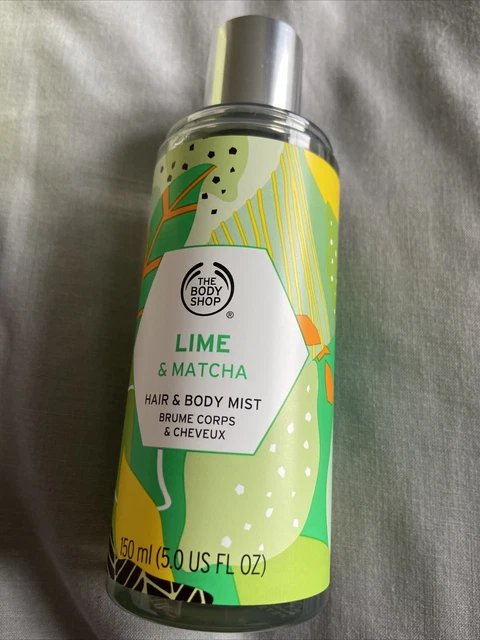 THE
BODY
SHOP
®
LIME
& MATCHA
HAIR & BODY MIST
BRUME CORPS
& CHEVEUX
150 ml (5.0 US FL OZ)